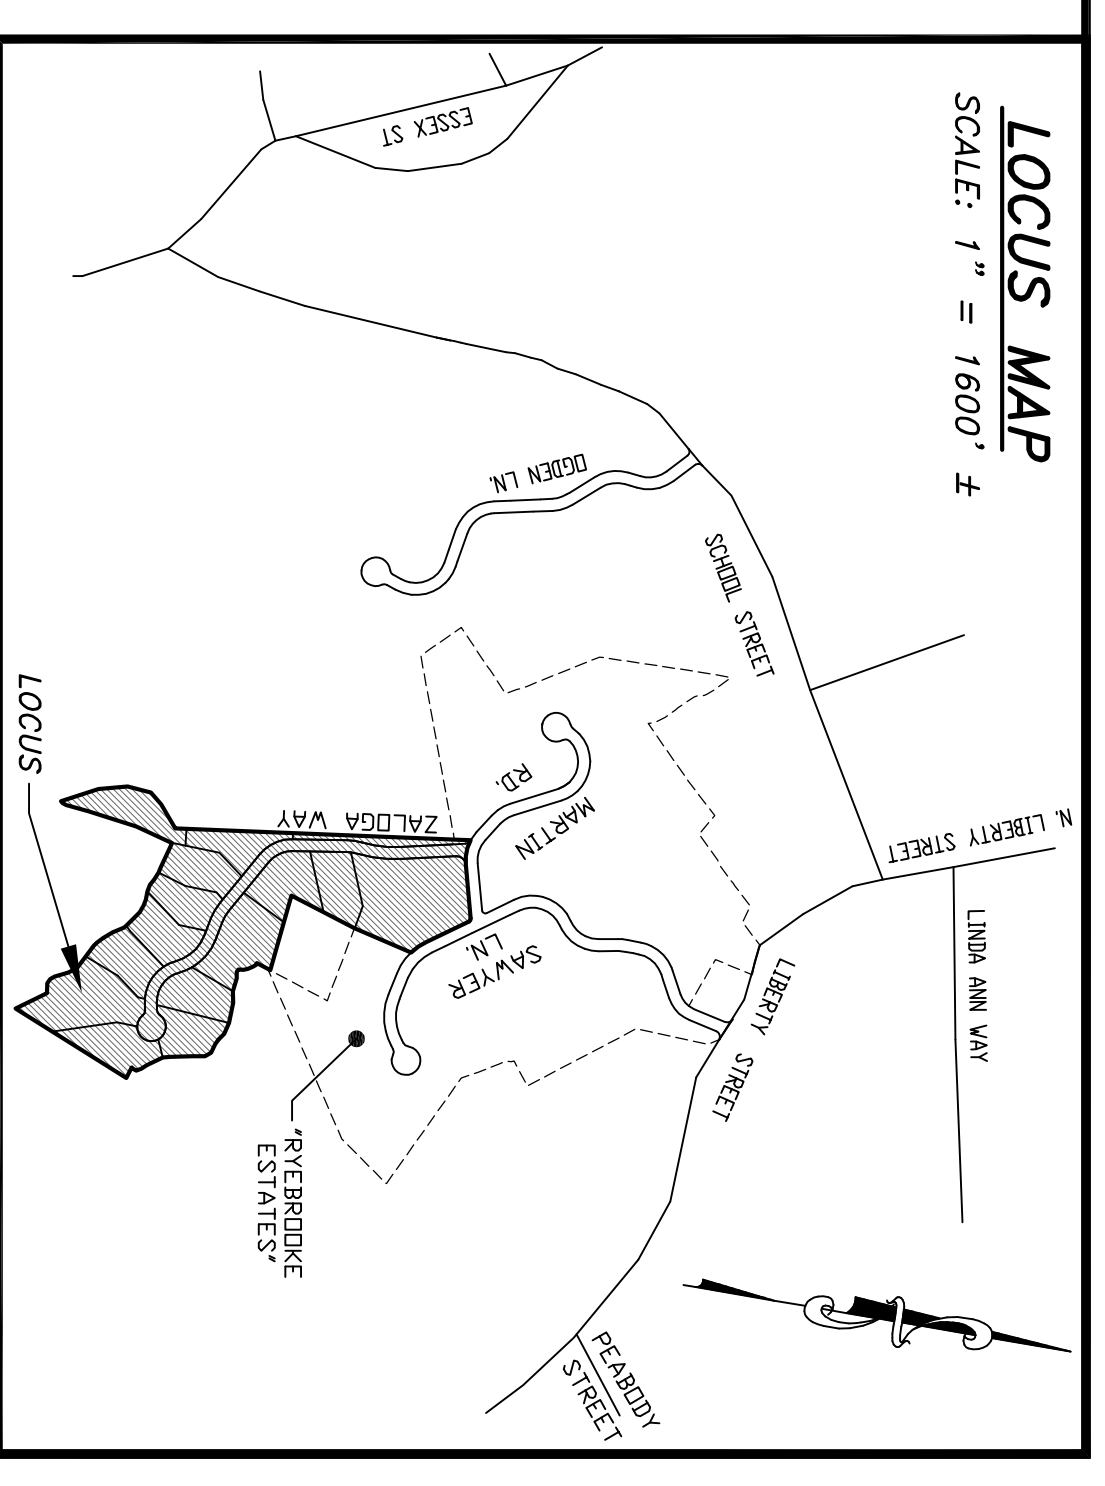 LOCUS MAP
SCALE: 1" = 1600' ±
ESSEX ST
OGDEN LN.
SCHOOL STREET
N. LIBERTY STREET
LINDA ANN WAY
LIBERTY STREET
MARTIN
RD.
SAWYER
LN.
ZALOGA WAY
LOCUS
"RYEBROOKE
ESTATES"
PEABODY
STREET